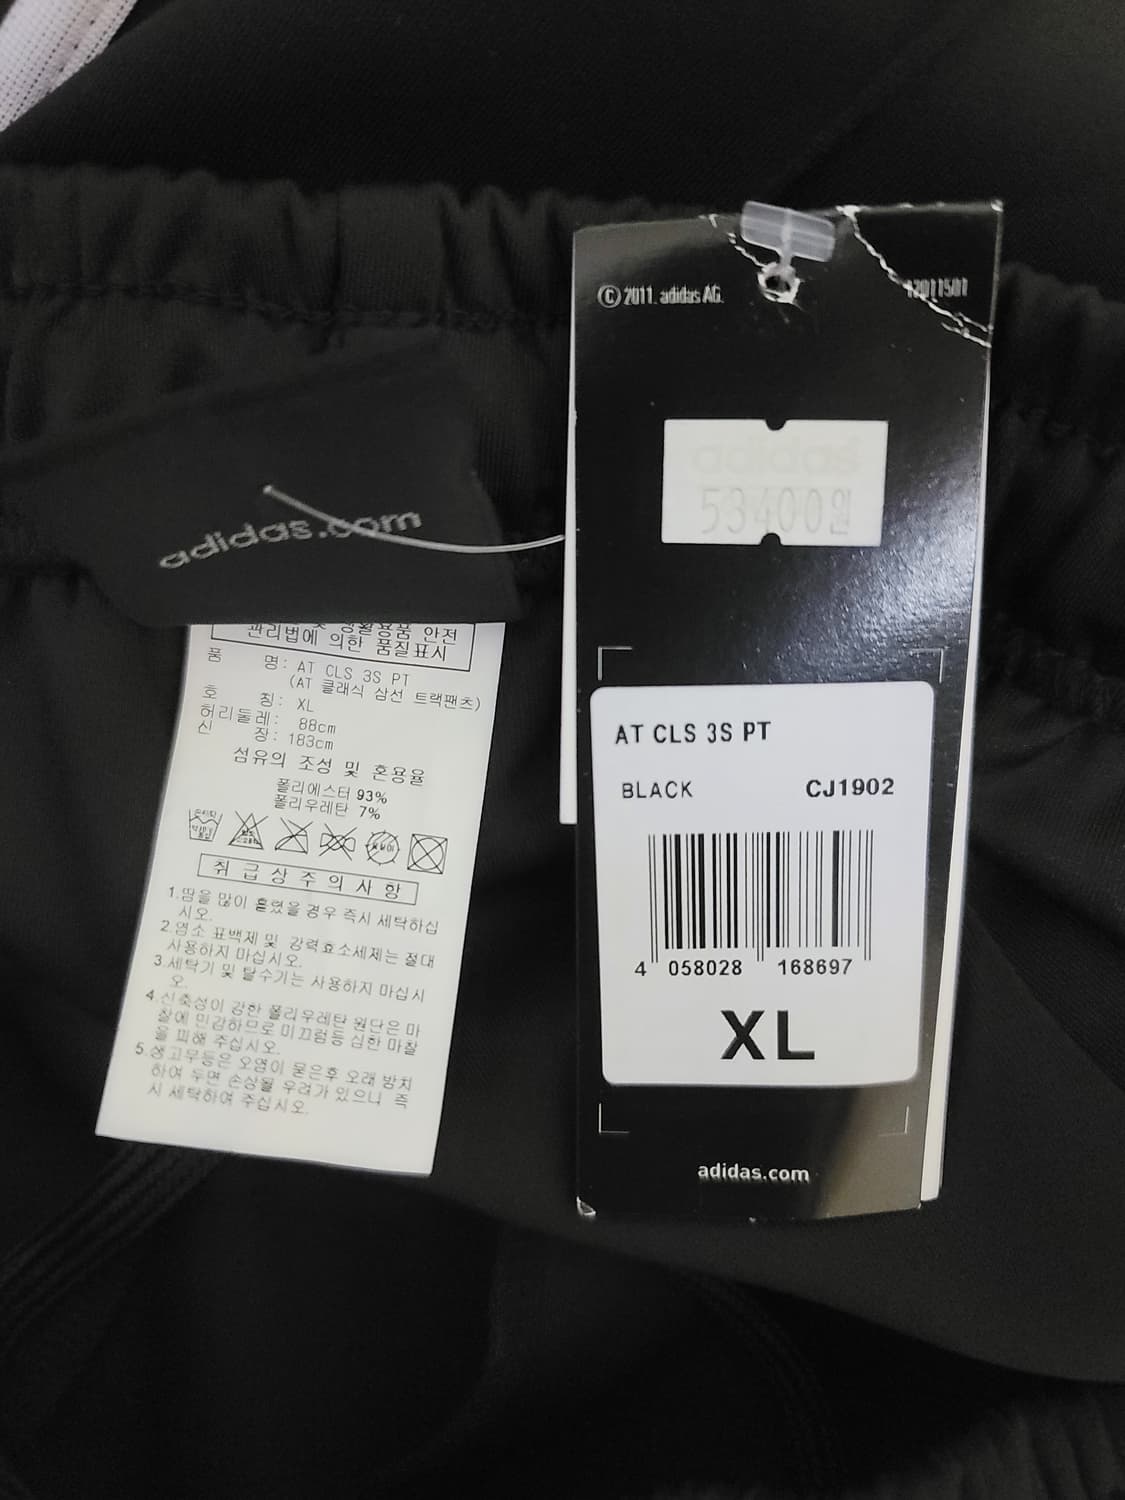 adidas.com
생활용품 안전
관리법에 의한 품질표시
품 명: AT CLS 3S PT
(AT 클래식 삼선 트랙팬츠)
호 칭: XL
허리둘레: 88cm
신 장: 183cm
섬유의 조성 및 혼용율
폴리에스터 93%
폴리우레탄 7%
취 급 상 주 의 사 항
1.땀을 많이 흘렸을 경우 즉시 세탁하십
시오.
2.염소 표백제 및 강력효소세제는 절대
사용하지 마십시오.
3.세탁기 및 탈수기는 사용하지 마십시
오.
4.신축성이 강한 폴리우레탄 원단은 마
찰에 민감하므로 미끄럼등 심한 마찰
을 피해 주십시오.
5.생고무등은 오염이 묻은후 오래 방치
하여 두면 손상될 우려가 있으니 즉
시 세탁하여 주십시오.
© 2011. adidas AG.
adidas
53400원
AT CLS 3S PT
BLACK CJ1902
4 058028 168697
XL
adidas.com